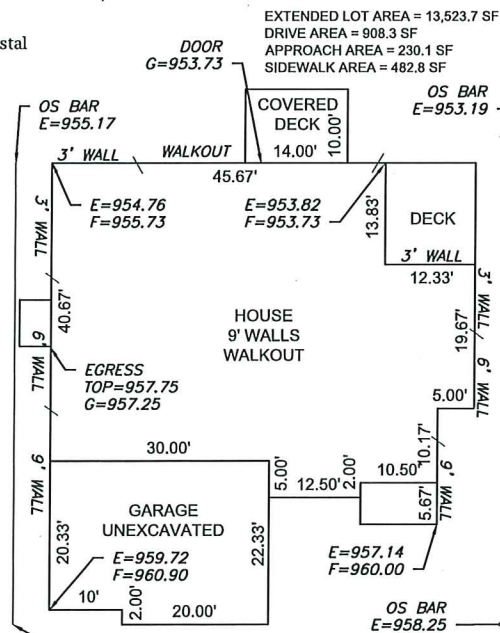 EXTENDED LOT AREA = 13,523.7 SF
DRIVE AREA = 908.3 SF
APPROACH AREA = 230.1 SF
SIDEWALK AREA = 482.8 SF
stal
DOOR
G=953.73
OS BAR
E=955.17
OS BAR
E=953.19
COVERED
DECK
10.00'
14.00'
3' WALL
WALKOUT
45.67'
E=954.76
F=955.73
E=953.82
F=953.73
13.83'
DECK
3' WALL
12.33'
3' WALL
40.67'
6' WALL
3' WALL
19.67'
6' WALL
HOUSE
9' WALLS
WALKOUT
EGRESS
TOP=957.75
G=957.25
5.00'
10.17'
9' WALL
30.00'
5.00'
12.50'
2.00'
10.50'
5.67'
9' WALL
20.33'
GARAGE
UNEXCAVATED
22.33'
E=959.72
F=960.90
E=957.14
F=960.00
10'
2.00'
20.00'
OS BAR
E=958.25